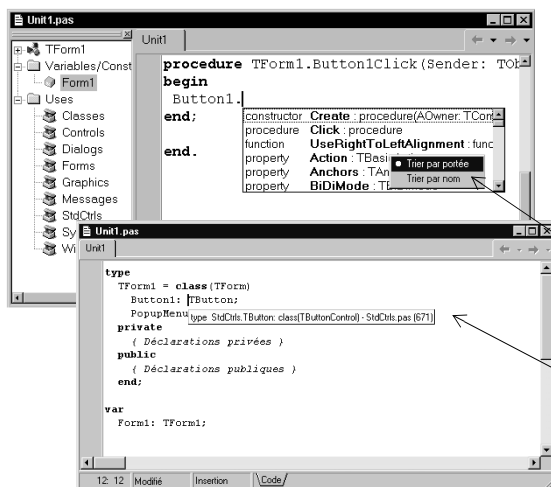 Unit1.pas
Unit1
TForm1
Variables/Const
Form1
Uses
Classes
Controls
Dialogs
Forms
Graphics
Messages
StdCtrls
Sy
Wi
procedure TForm1.Button1Click(Sender: TOb
begin
Button1.
end;
end.
constructor Create : procedure(AOwner: TCom
procedure Click : procedure
function UseRightToLeftAlignment : func
property Action : TBasi
property Anchors : TAn
property BiDiMode : TBiDiMode
Trier par portée
Trier par nom
Unit1.pas
Unit1
type
TForm1 = class(TForm)
Button1: TButton;
PopupMenu
type StdCtrls.TButton: class(TButtonControl) - StdCtrls.pas (671)
private
{ Déclarations privées }
public
{ Déclarations publiques }
end;
var
Form1: TForm1;
12: 12 Modifié Insertion Code